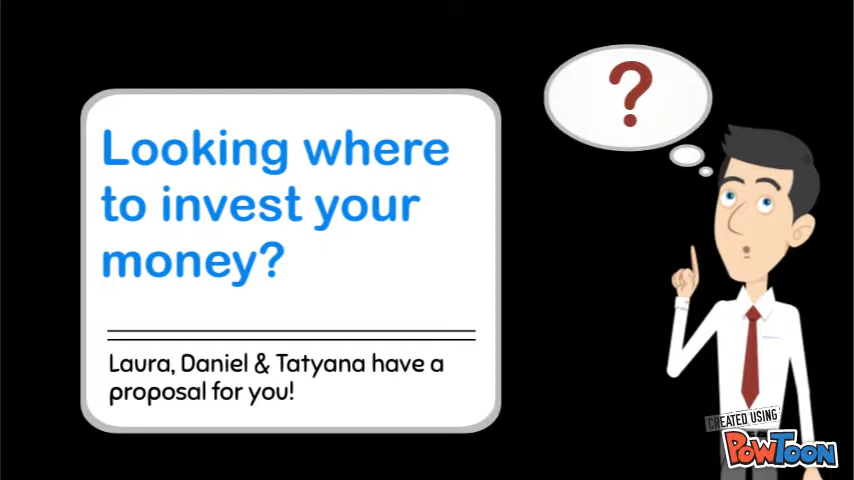 Looking where
to invest your
money?
Laura, Daniel & Tatyana have a
proposal for you!
?
CREATED USING
POWTOON